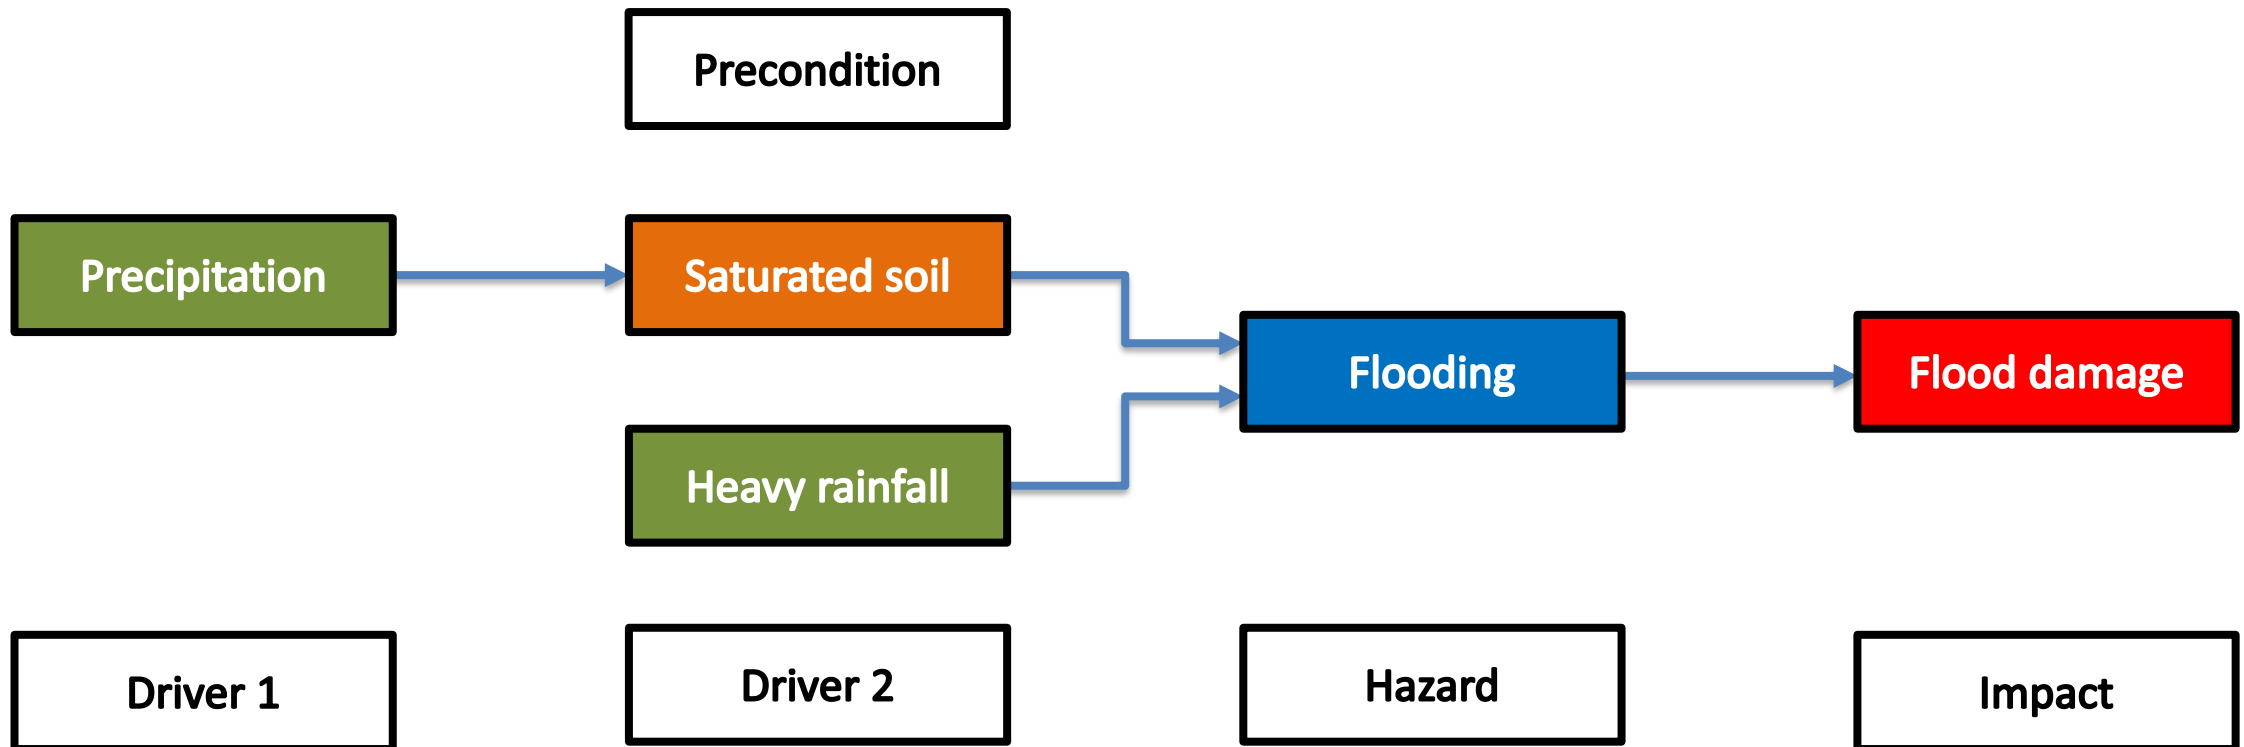 Precondition
Precipitation
Saturated soil
Flooding
Flood damage
Heavy rainfall
Driver 1
Driver 2
Hazard
Impact